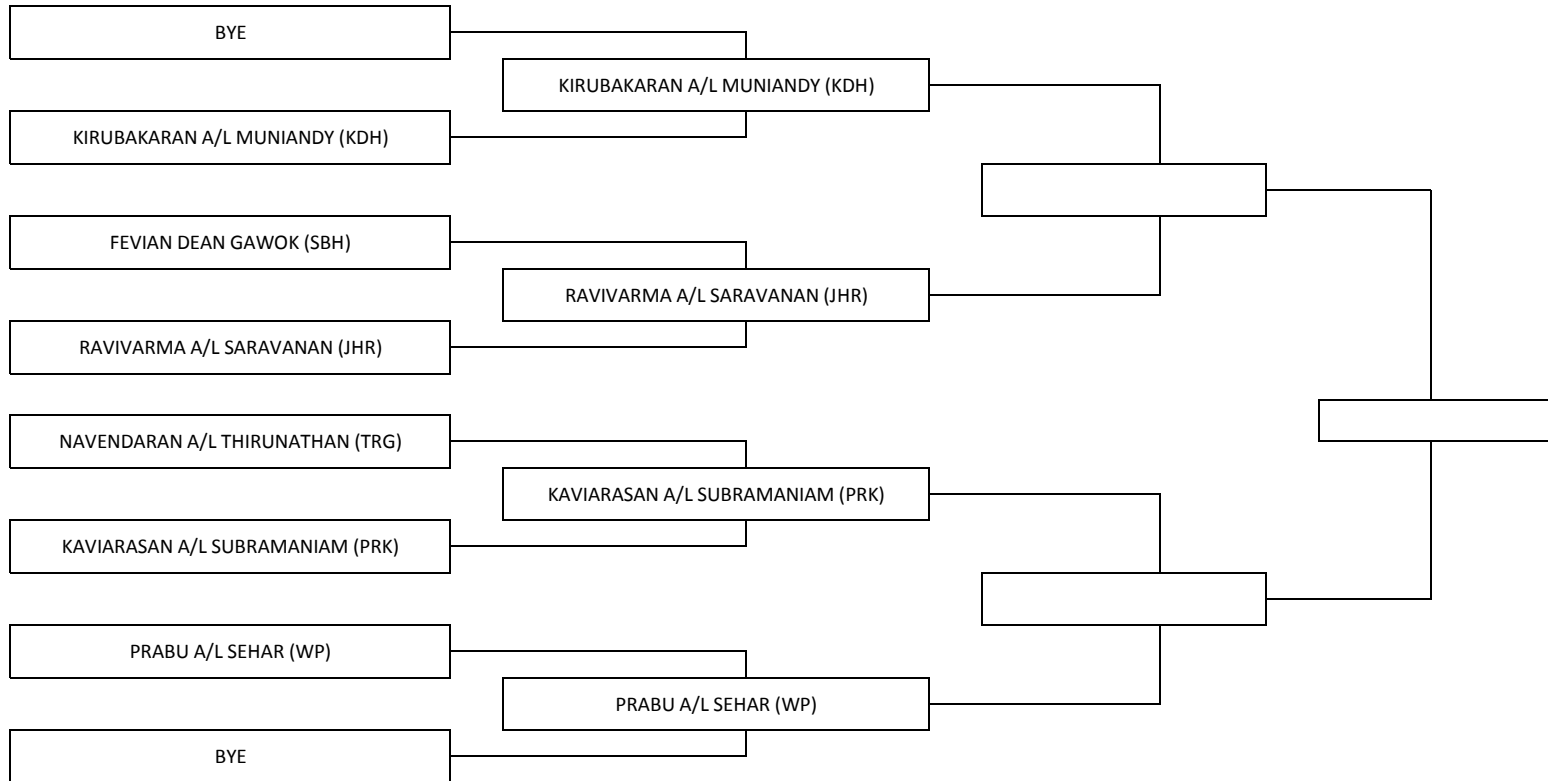 BYE
KIRUBAKARAN A/L MUNIANDY (KDH)
KIRUBAKARAN A/L MUNIANDY (KDH)
FEVIAN DEAN GAWOK (SBH)
RAVIVARMA A/L SARAVANAN (JHR)
RAVIVARMA A/L SARAVANAN (JHR)
NAVENDARAN A/L THIRUNATHAN (TRG)
KAVIARASAN A/L SUBRAMANIAM (PRK)
KAVIARASAN A/L SUBRAMANIAM (PRK)
PRABU A/L SEHAR (WP)
PRABU A/L SEHAR (WP)
BYE